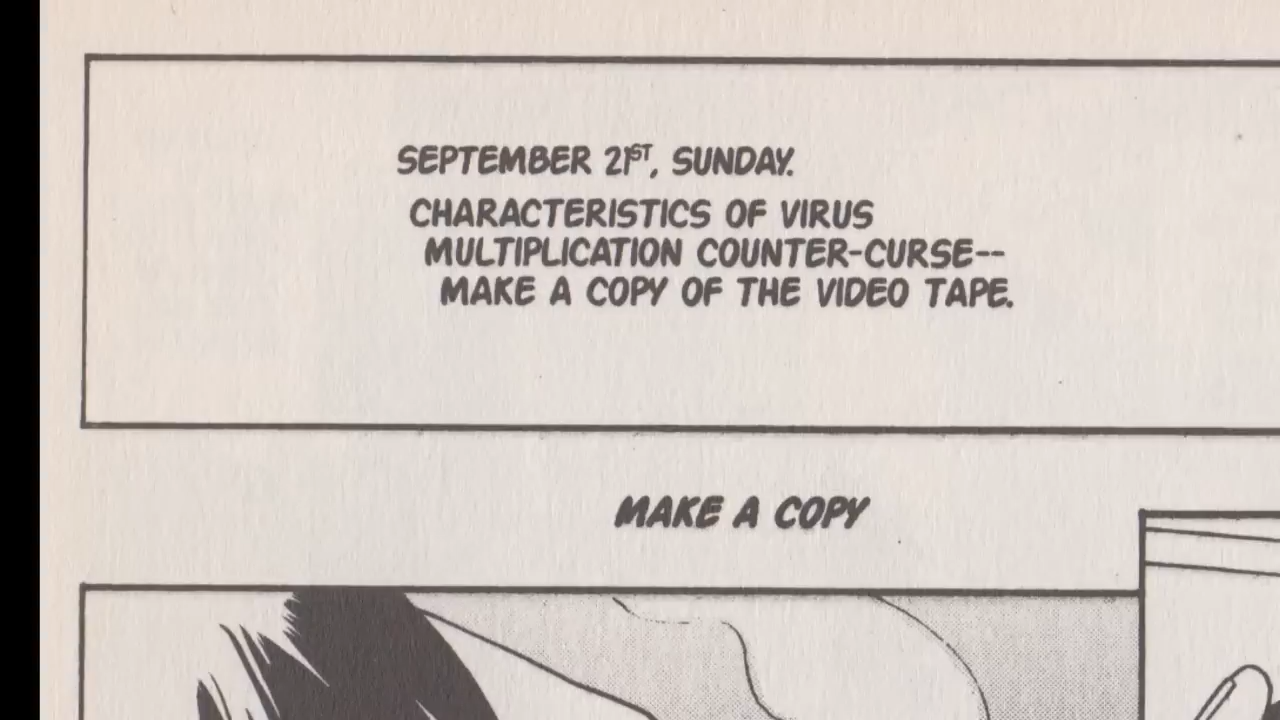 SEPTEMBER 21ST, SUNDAY.
CHARACTERISTICS OF VIRUS
MULTIPLICATION COUNTER-CURSE--
MAKE A COPY OF THE VIDEO TAPE.
MAKE A COPY